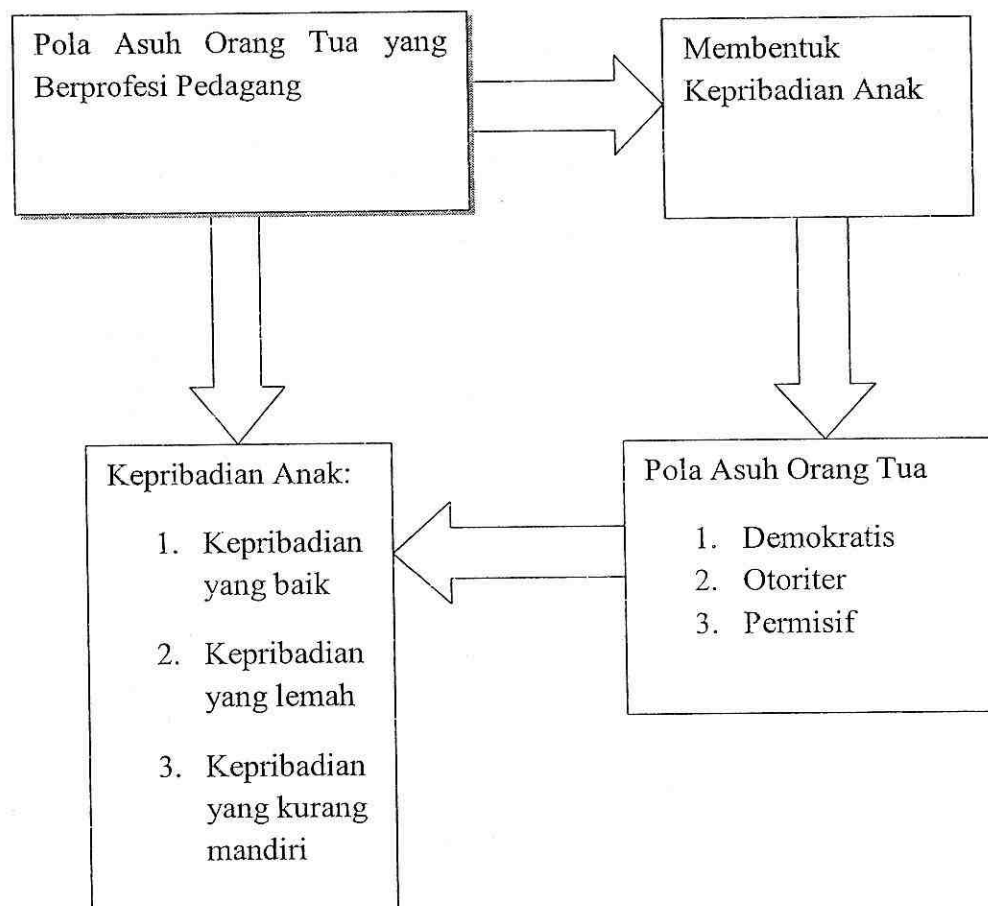 Pola Asuh Orang Tua yang
Berprofesi Pedagang
Membentuk
Kepribadian Anak
Kepribadian Anak:
1. Kepribadian
yang baik
2. Kepribadian
yang lemah
3. Kepribadian
yang kurang
mandiri
Pola Asuh Orang Tua
1. Demokratis
2. Otoriter
3. Permisif